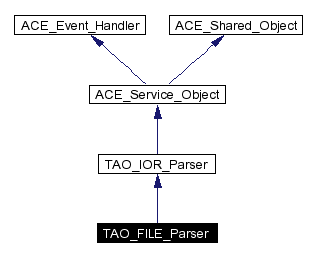 ACE_Event_Handler
ACE_Shared_Object
ACE_Service_Object
TAO_IOR_Parser
TAO_FILE_Parser